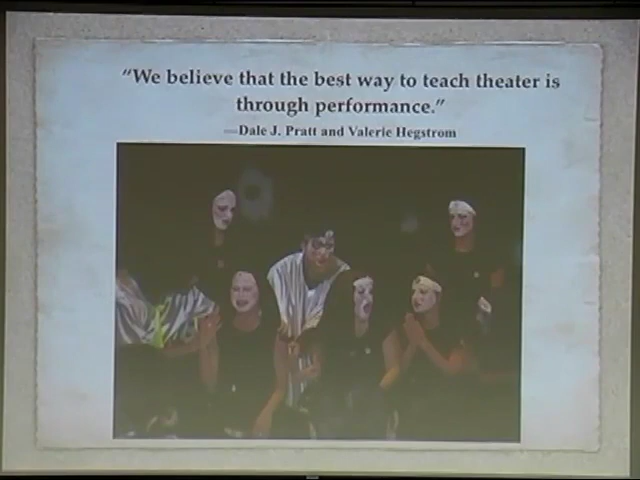 “We believe that the best way to teach theater is
through performance.”
—Dale J. Pratt and Valerie Hegstrom